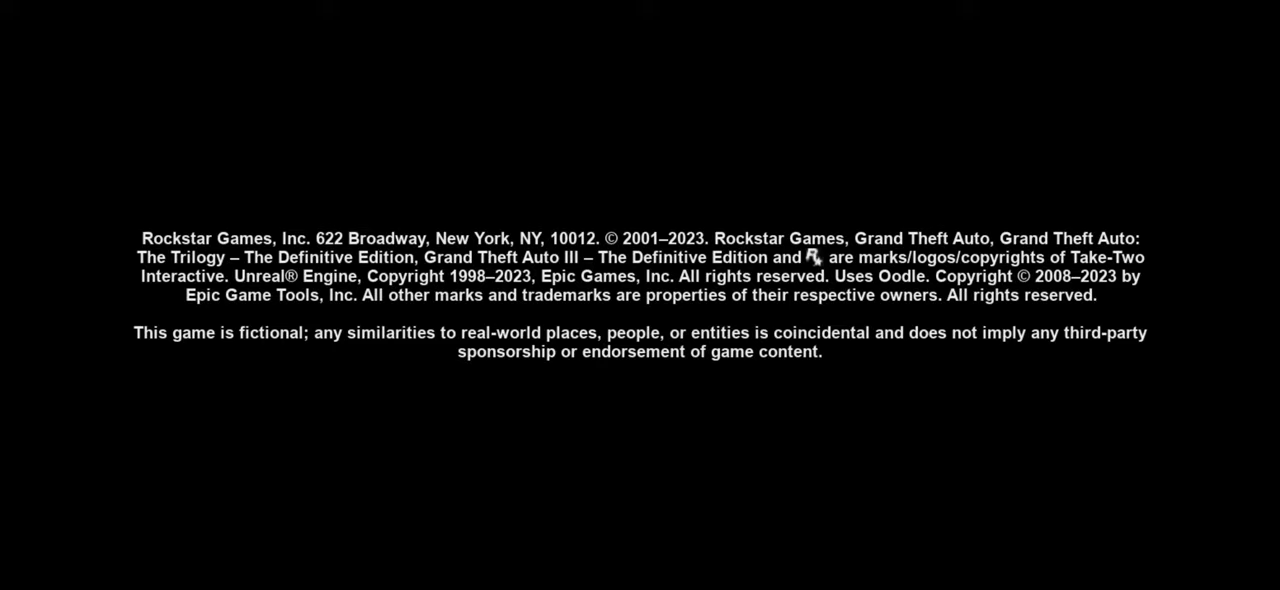 Rockstar Games, Inc. 622 Broadway, New York, NY, 10012. © 2001–2023. Rockstar Games, Grand Theft Auto, Grand Theft Auto:
The Trilogy – The Definitive Edition, Grand Theft Auto III – The Definitive Edition and R★ are marks/logos/copyrights of Take-Two
Interactive. Unreal® Engine, Copyright 1998–2023, Epic Games, Inc. All rights reserved. Uses Oodle. Copyright © 2008–2023 by
Epic Game Tools, Inc. All other marks and trademarks are properties of their respective owners. All rights reserved.
This game is fictional; any similarities to real-world places, people, or entities is coincidental and does not imply any third-party
sponsorship or endorsement of game content.